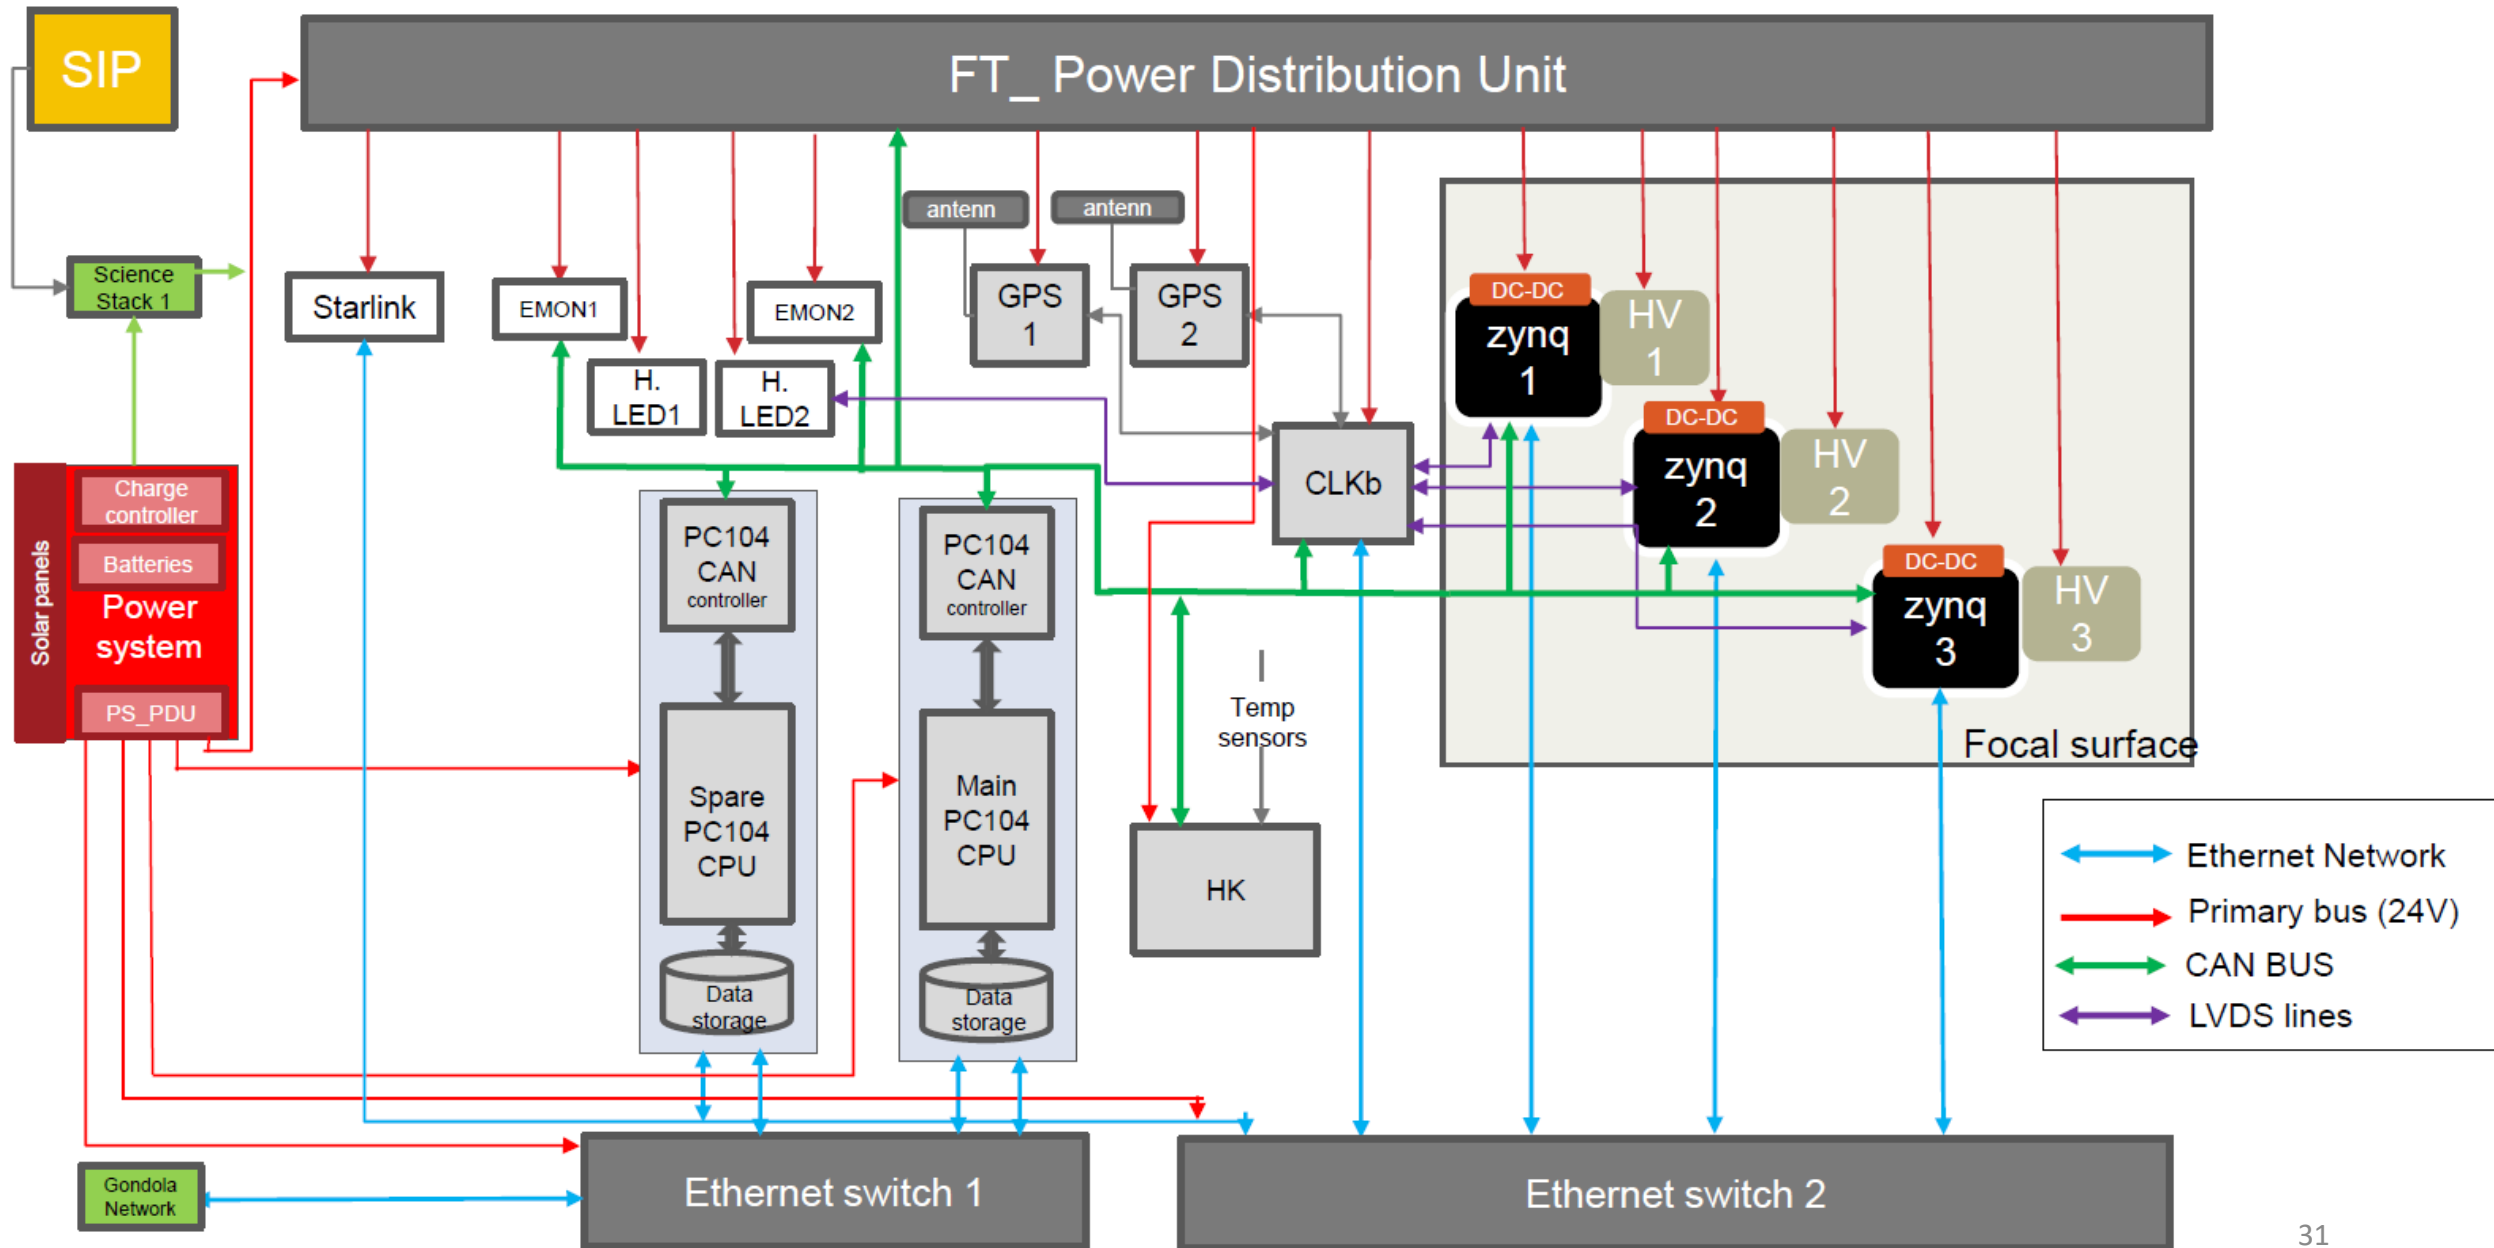 SIP
FT_ Power Distribution Unit
antenn
antenn
Science
Stack 1
Starlink
EMON1
EMON2
GPS
1
GPS
2
H.
LED1
H.
LED2
DC-DC
zynq
1
HV
1
DC-DC
zynq
2
HV
2
DC-DC
zynq
3
HV
3
Focal surface
CLKb
Solar panels
Charge
controller
Batteries
Power
system
PS_PDU
PC104
CAN
controller
PC104
CAN
controller
Spare
PC104
CPU
Main
PC104
CPU
Data
storage
Data
storage
Temp
sensors
HK
Ethernet Network
Primary bus (24V)
CAN BUS
LVDS lines
Gondola
Network
Ethernet switch 1
Ethernet switch 2
31